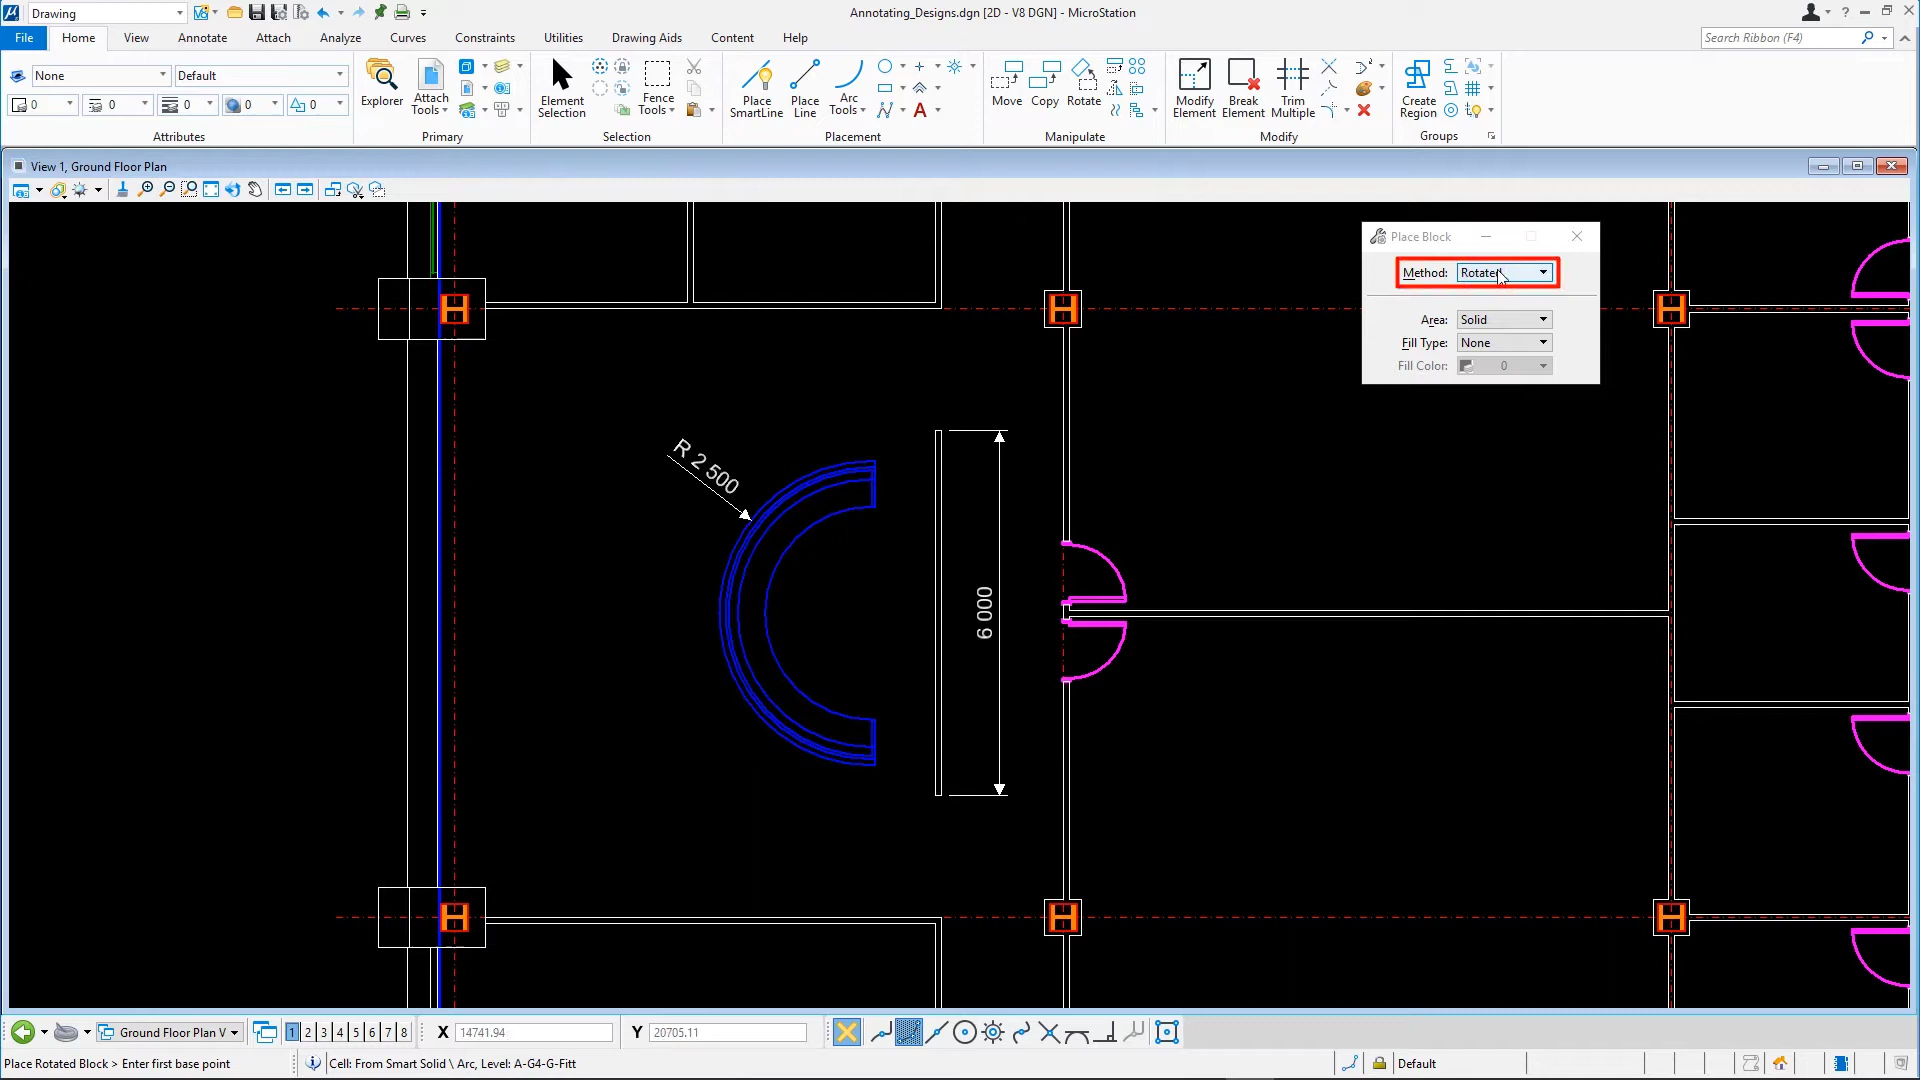 Drawing
Annotating_Designs.dgn [2D - V8 DGN] - MicroStation
File Home View Annotate Attach Analyze Curves Constraints Utilities Drawing Aids Content Help
Search Ribbon (F4)
None Default
0 0 0 0 0
Attributes
Explorer
Attach Tools
Primary
Element Selection
Fence Tools
Selection
Place SmartLine
Place Line
Arc Tools
Placement
Move Copy Rotate
Manipulate
Modify Element
Break Element
Trim Multiple
Modify
Create Region
Groups
View 1, Ground Floor Plan
Place Block
Method: Rotated
Area: Solid
Fill Type: None
Fill Color: 0
R 2 500
6 000
Ground Floor Plan V
1 2 3 4 5 6 7 8
X 14741.94
Y 20705.11
Place Rotated Block > Enter first base point
Cell: From Smart Solid \ Arc, Level: A-G4-G-Fitt
Default